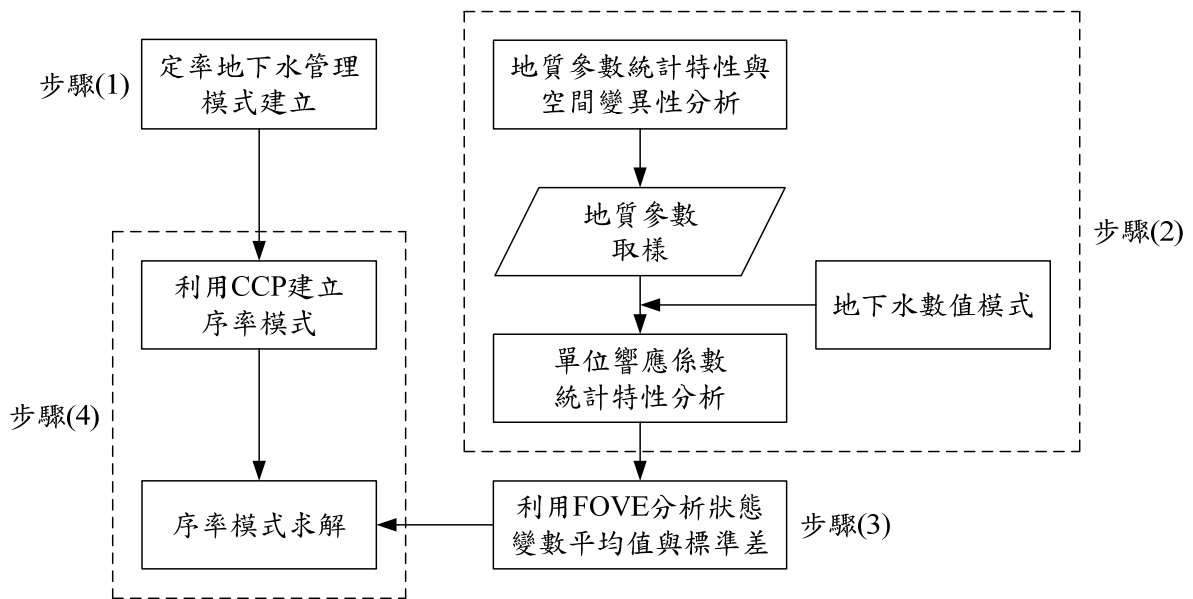 步驟(1)
定率地下水管理
模式建立
地質參數統計特性與
空間變異性分析
地質參數
取樣
步驟(2)
地下水數值模式
單位響應係數
統計特性分析
利用CCP建立
序率模式
步驟(4)
序率模式求解
利用FOVE分析狀態
變數平均值與標準差
步驟(3)